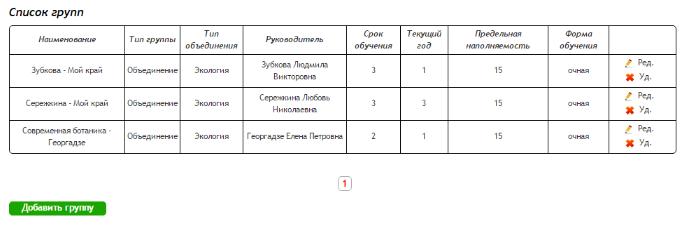 Список групп
Наименование Тип группы Тип объединения Руководитель Срок обучения Текущий год Предельная наполняемость Форма обучения
Зубкова - Мой край Объединение Экология Зубкова Людмила Викторовна 3 1 15 очная Ред. Уд.
Сережкина - Мой край Объединение Экология Сережкина Любовь Николаевна 3 3 15 очная Ред. Уд.
Современная ботаника - Георгадзе Объединение Экология Георгадзе Елена Петровна 2 1 15 очная Ред. Уд.
1
Добавить группу